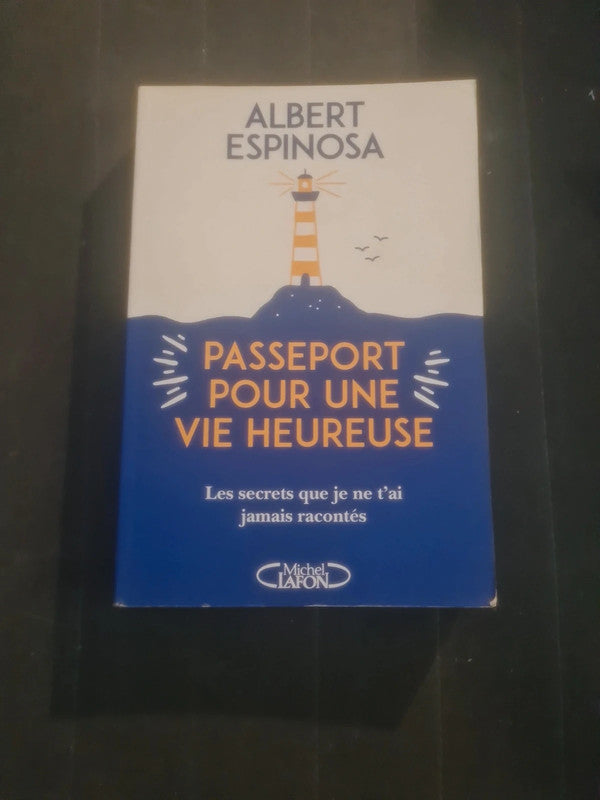 ALBERT
ESPINOSA
PASSEPORT
POUR UNE
VIE HEUREUSE
Les secrets que je ne t'ai
jamais racontés
Michel
LAFON